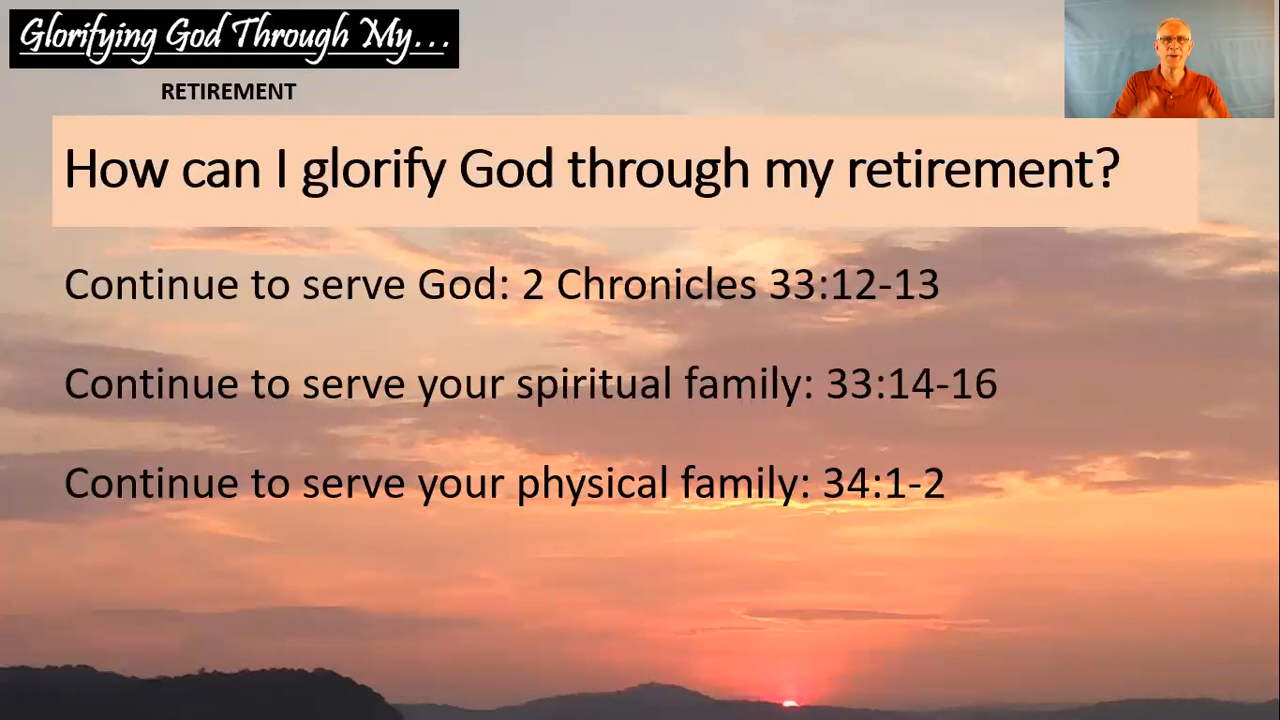 Glorifying God Through My...
RETIREMENT
How can I glorify God through my retirement?
Continue to serve God: 2 Chronicles 33:12-13
Continue to serve your spiritual family: 33:14-16
Continue to serve your physical family: 34:1-2